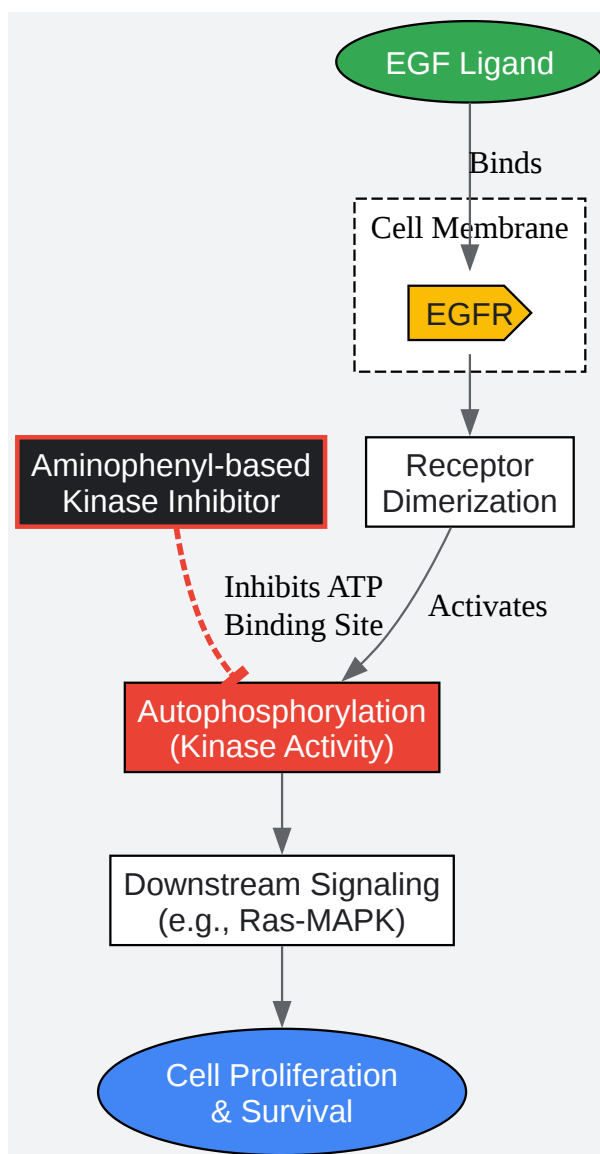 EGF Ligand
Binds
Cell Membrane
EGFR
Aminophenyl-based
Kinase Inhibitor
Receptor
Dimerization
Inhibits ATP
Binding Site
Activates
Autophosphorylation
(Kinase Activity)
Downstream Signaling
(e.g., Ras-MAPK)
Cell Proliferation
& Survival